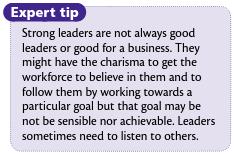 Expert tip
Strong leaders are not always good
leaders or good for a business. They
might have the charisma to get the
workforce to believe in them and to
follow them by working towards a
particular goal but that goal may be
not be sensible nor achievable. Leaders
sometimes need to listen to others.